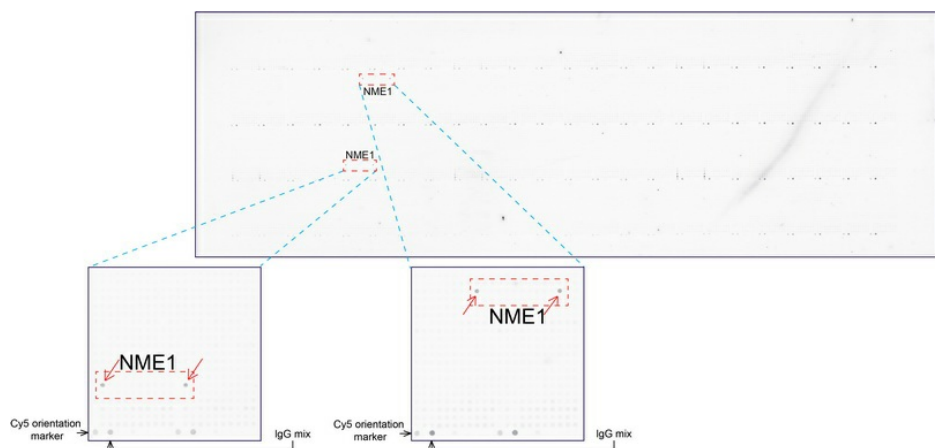 NME1
NME1
NME1
NME1
Cy5 orientation
marker
IgG mix
Cy5 orientation
marker
IgG mix